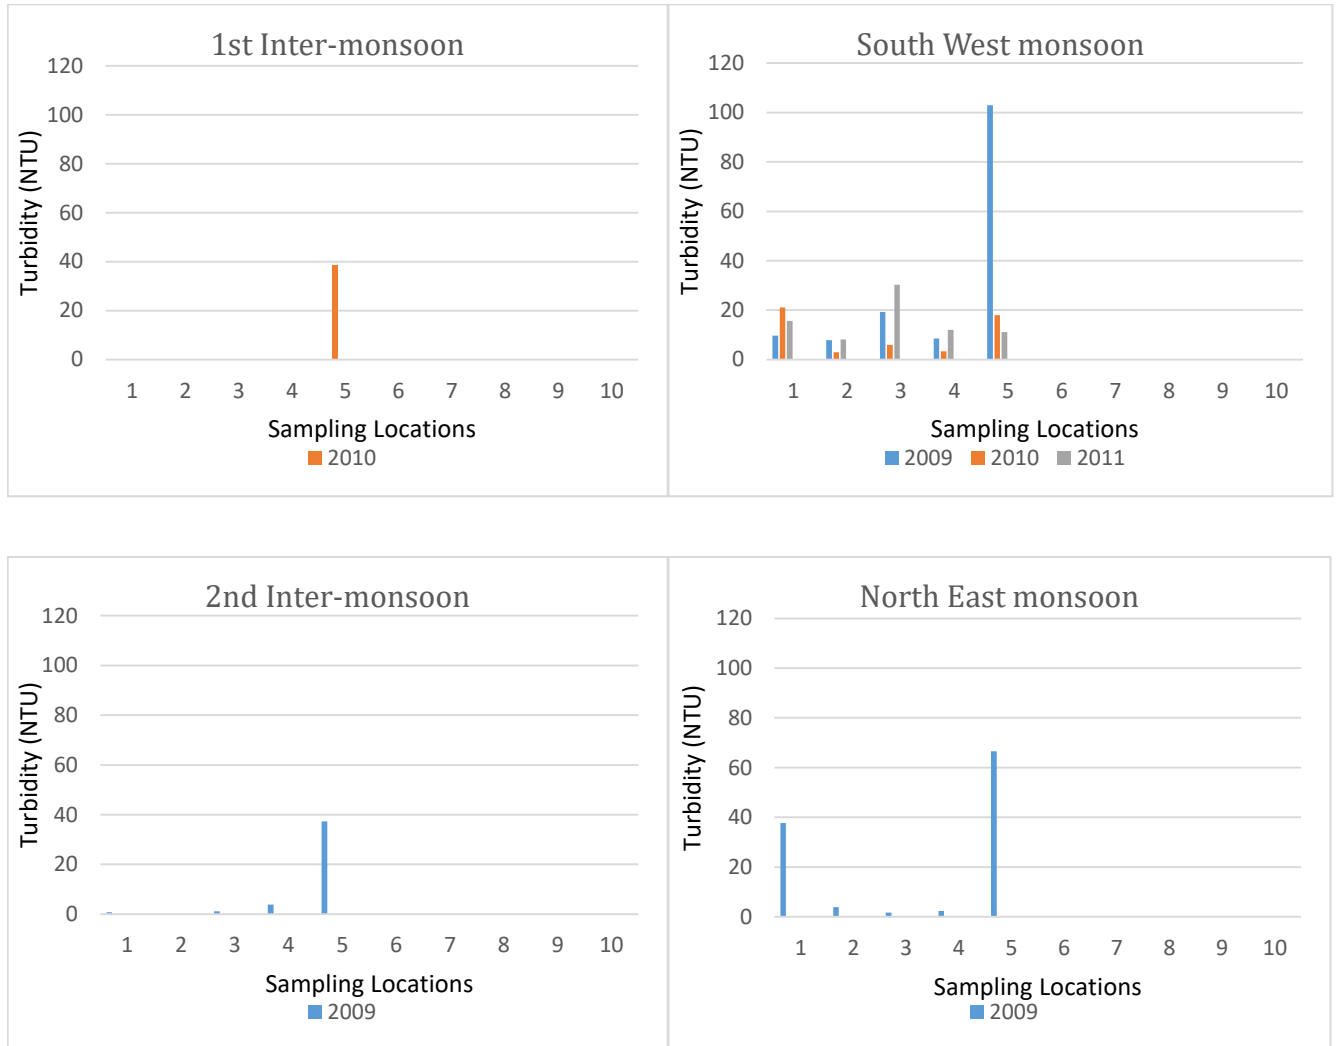 1st Inter-monsoon
120
100
80
60
40
20
0
Turbidity (NTU)
1 2 3 4 5 6 7 8 9 10
Sampling Locations
2010
South West monsoon
120
100
80
60
40
20
0
Turbidity (NTU)
1 2 3 4 5 6 7 8 9 10
Sampling Locations
2009 2010 2011
2nd Inter-monsoon
120
100
80
60
40
20
0
Turbidity (NTU)
1 2 3 4 5 6 7 8 9 10
Sampling Locations
2009
North East monsoon
120
100
80
60
40
20
0
Turbidity (NTU)
1 2 3 4 5 6 7 8 9 10
Sampling Locations
2009